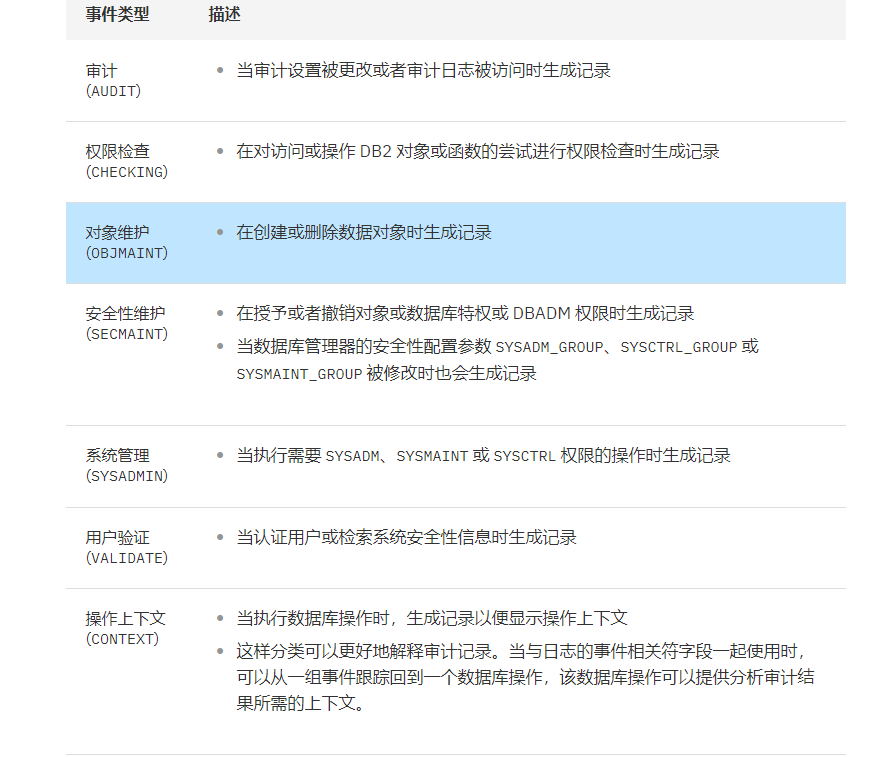 事件类型 描述
审计 当审计设置被更改或者审计日志被访问时生成记录
(AUDIT)
权限检查 在对访问或操作 DB2 对象或函数的尝试进行权限检查时生成记录
(CHECKING)
对象维护 在创建或删除数据对象时生成记录
(OBJMAINT)
安全性维护 在授予或者撤销对象或数据库特权或 DBADM 权限时生成记录
(SECMAINT)
当数据库管理器的安全性配置参数 SYSADM_GROUP、SYSCTRL_GROUP 或
SYSMAINT_GROUP 被修改时也会生成记录
系统管理 当执行需要 SYSADM、SYSMAINT 或 SYSCTRL 权限的操作时生成记录
(SYSADMIN)
用户验证 当认证用户或检索系统安全性信息时生成记录
(VALIDATE)
操作上下文 当执行数据库操作时，生成记录以便显示操作上下文
(CONTEXT)
这样分类可以更好地解释审计记录。当与日志的事件相关符字段一起使用时，
可以从一组事件跟踪回到一个数据库操作，该数据库操作可以提供分析审计结
果所需的上下文。